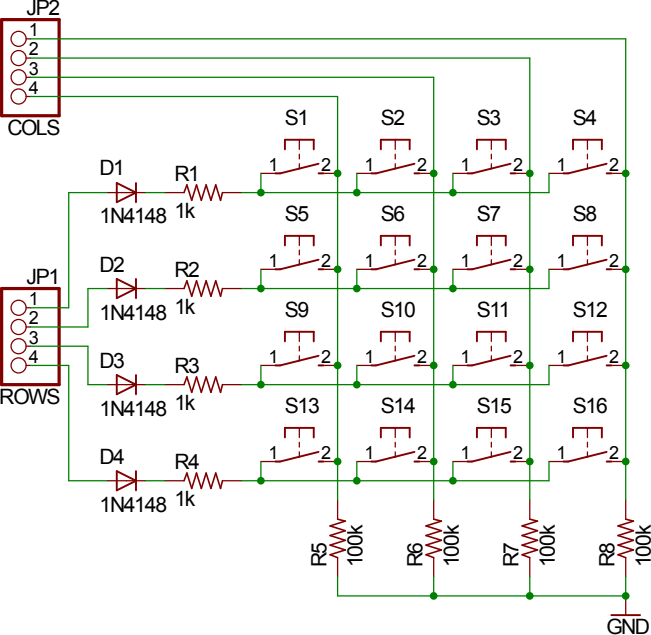 JP2
1
2
3
4
COLS
S1 S2 S3 S4
1 2 1 2 1 2 1 2
D1 R1
1N4148 1k
S5 S6 S7 S8
1 2 1 2 1 2 1 2
D2 R2
1N4148 1k
JP1
1
2
3
4
ROWS
S9 S10 S11 S12
1 2 1 2 1 2 1 2
D3 R3
1N4148 1k
S13 S14 S15 S16
1 2 1 2 1 2 1 2
D4 R4
1N4148 1k
R5 100k R6 100k R7 100k R8 100k
GND